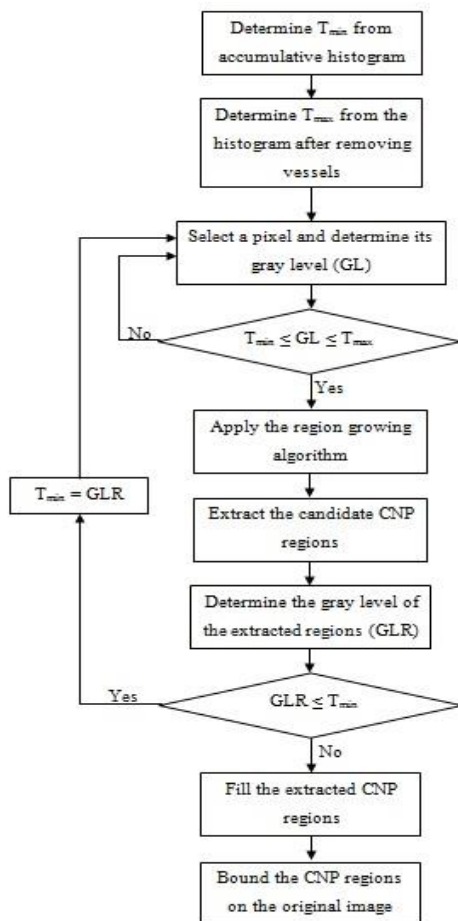 Determine Tmin from
accumulative histogram
Determine Tmax from the
histogram after removing
vessels
Select a pixel and determine its
gray level (GL)
No
Tmin ≤ GL ≤ Tmax
Yes
Apply the region growing
algorithm
Tmin = GLR
Extract the candidate CNP
regions
Determine the gray level of
the extracted regions (GLR)
Yes
GLR ≤ Tmin
No
Fill the extracted CNP
regions
Bound the CNP regions
on the original image